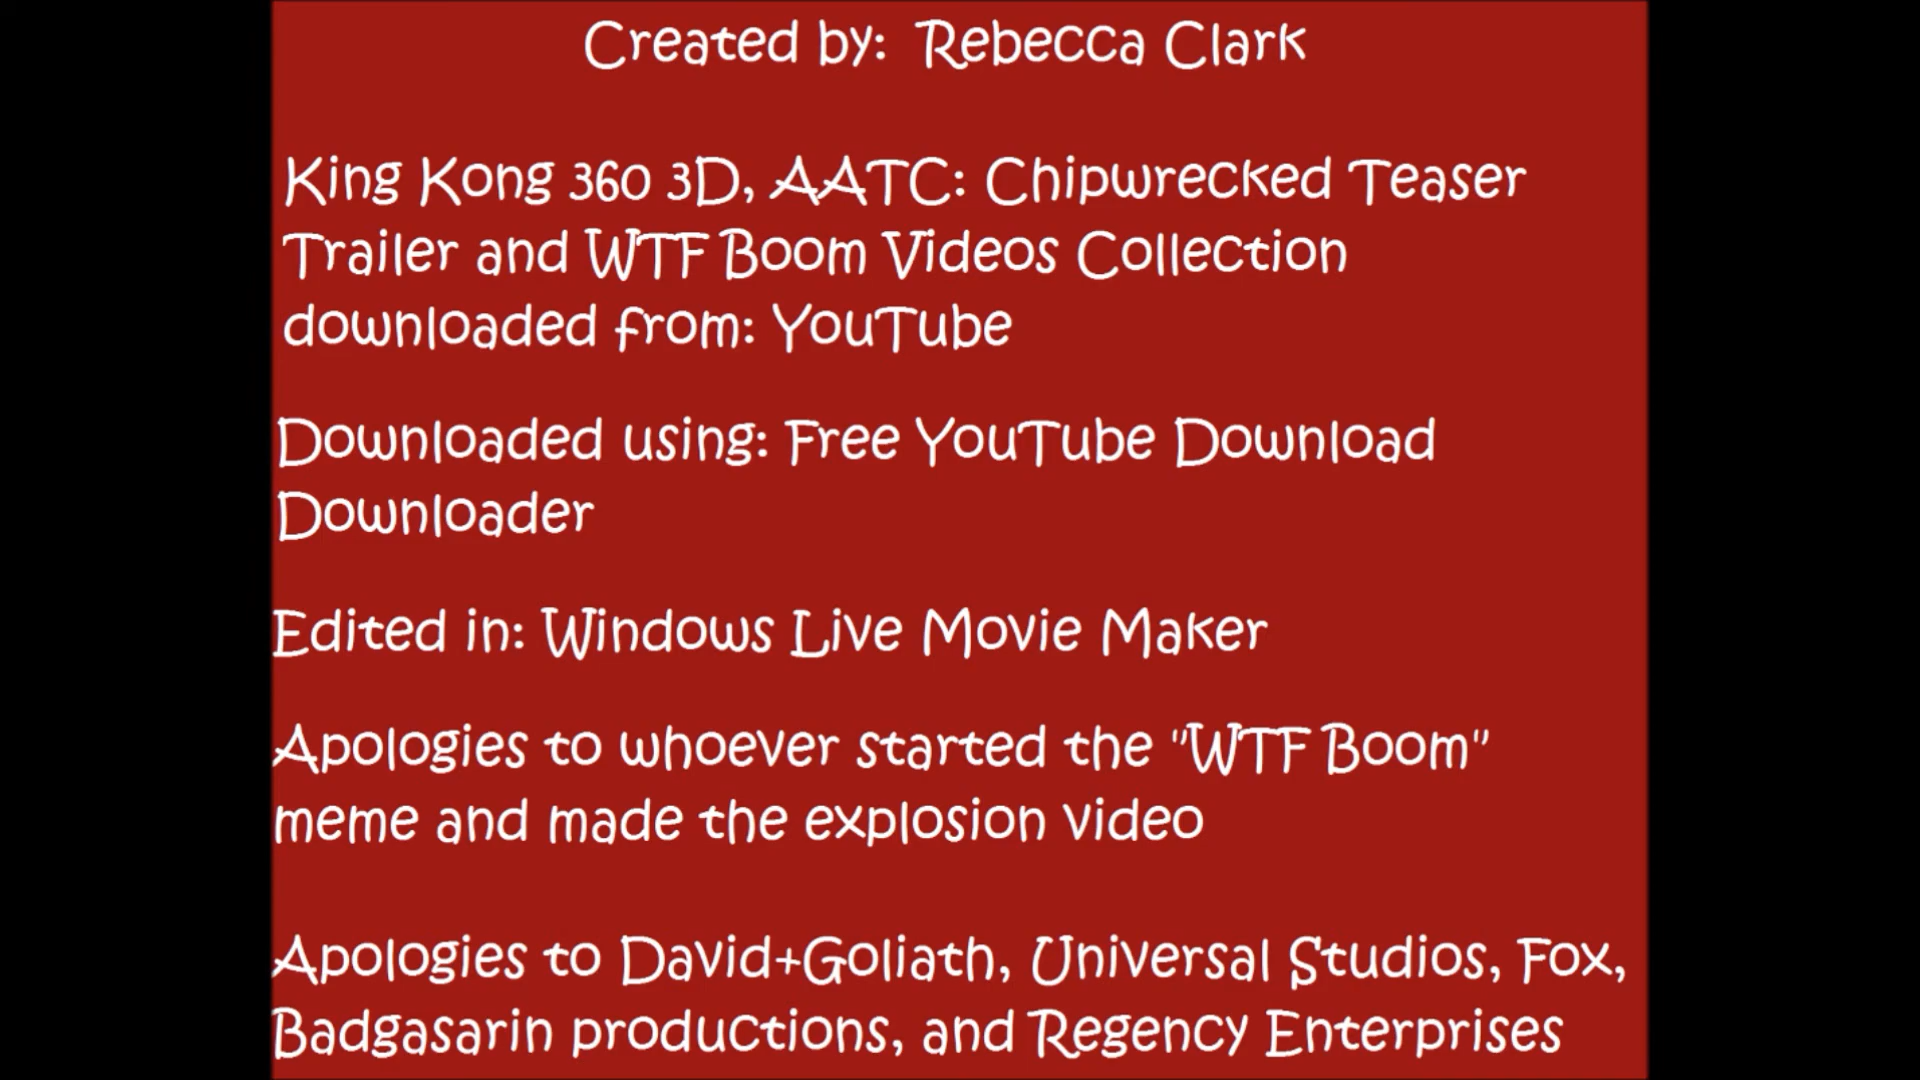 Created by: Rebecca Clark
King Kong 360 3D, AATC: Chipwrecked Teaser
Trailer and WTF Boom Videos Collection
downloaded from: YouTube
Downloaded using: Free YouTube Download
Downloader
Edited in: Windows Live Movie Maker
Apologies to whoever started the "WTF Boom"
meme and made the explosion video
Apologies to David+Goliath, Universal Studios, Fox,
Badgasarin productions, and Regency Enterprises